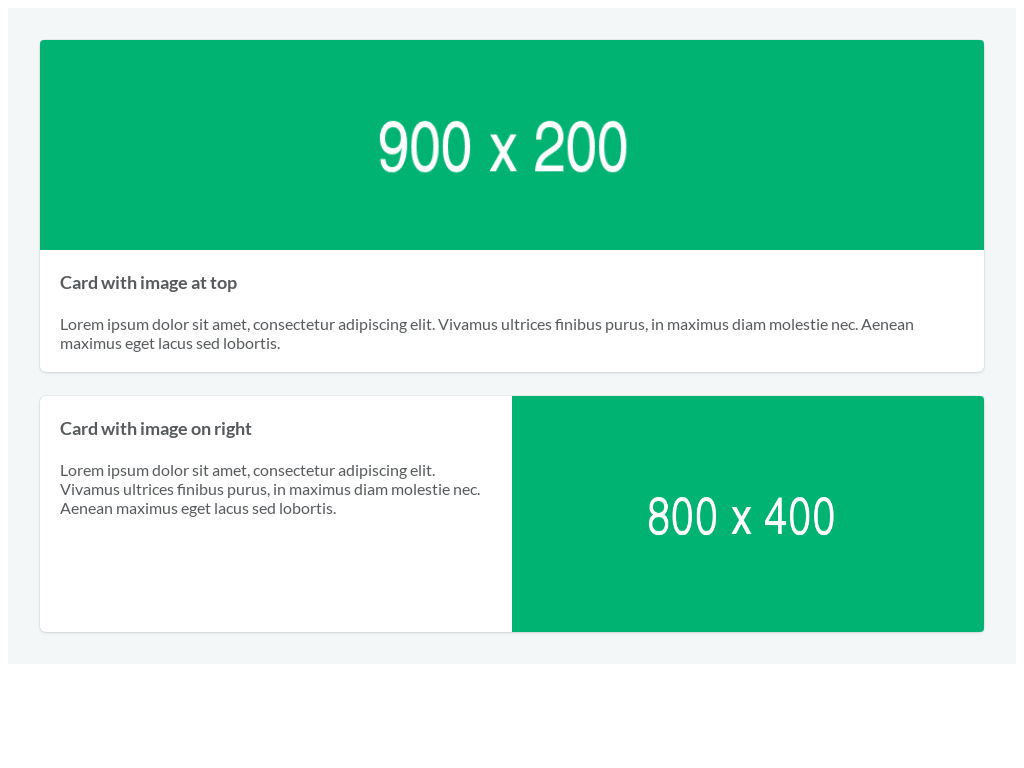 900 x 200
Card with image at top
Lorem ipsum dolor sit amet, consectetur adipiscing elit. Vivamus ultrices finibus purus, in maximus diam molestie nec. Aenean
maximus eget lacus sed lobortis.
Card with image on right
Lorem ipsum dolor sit amet, consectetur adipiscing elit.
Vivamus ultrices finibus purus, in maximus diam molestie nec.
Aenean maximus eget lacus sed lobortis.
800 x 400